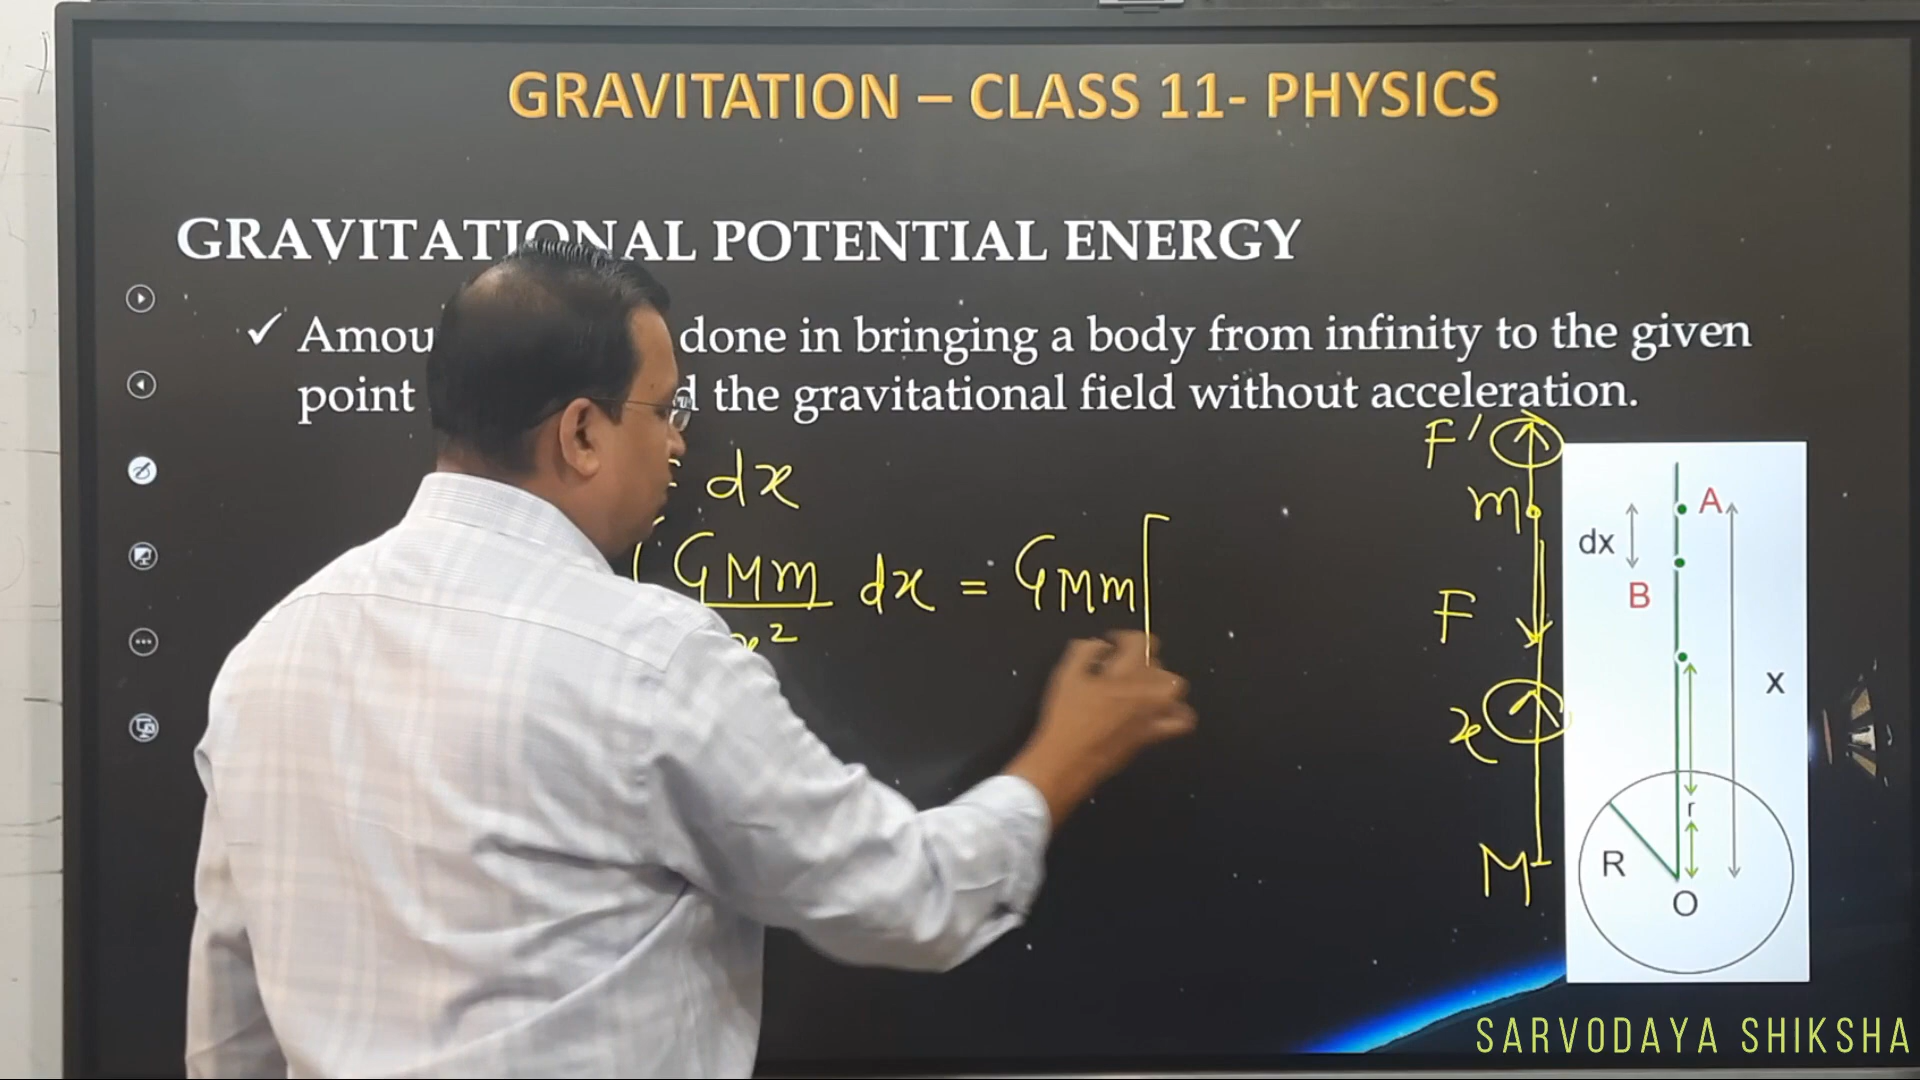 GRAVITATION – CLASS 11- PHYSICS
GRAVITATIONAL POTENTIAL ENERGY
✓ Amou done in bringing a body from infinity to the given
point the gravitational field without acceleration.
dx
GMm dx = GMm
x²
F'
m
F
x
M
A
dx
B
x
r
R
O
SARVODAYA SHIKSHA